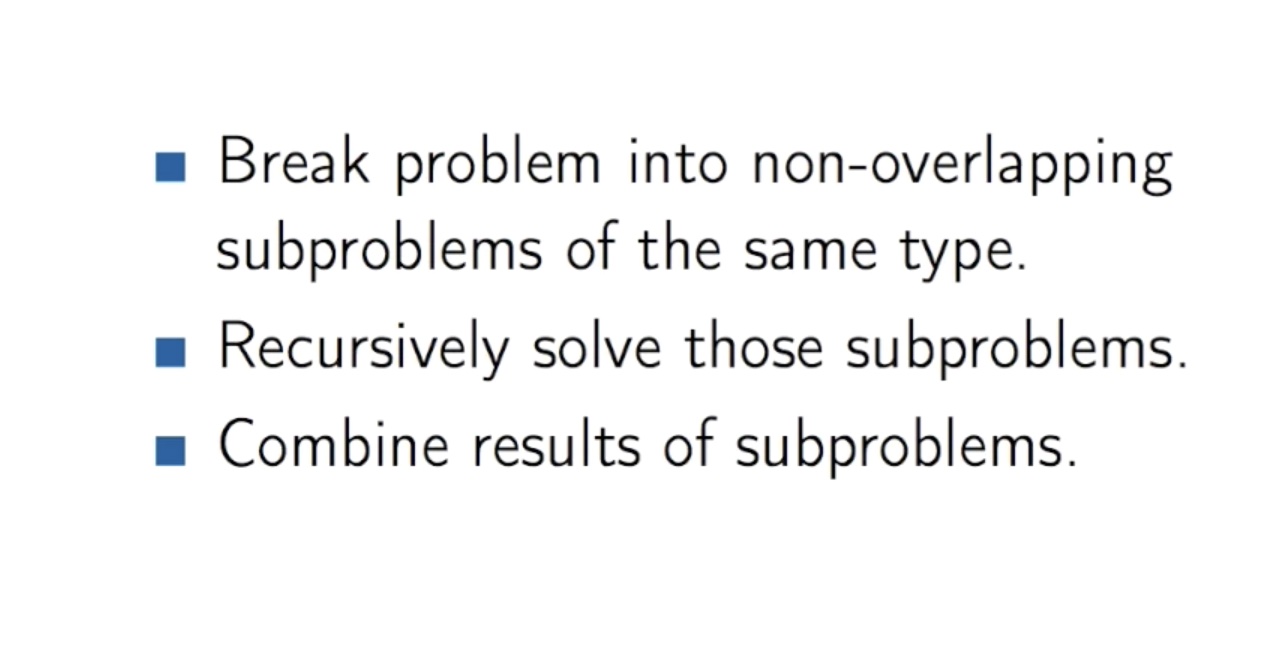 ■ Break problem into non-overlapping
subproblems of the same type.
■ Recursively solve those subproblems.
■ Combine results of subproblems.